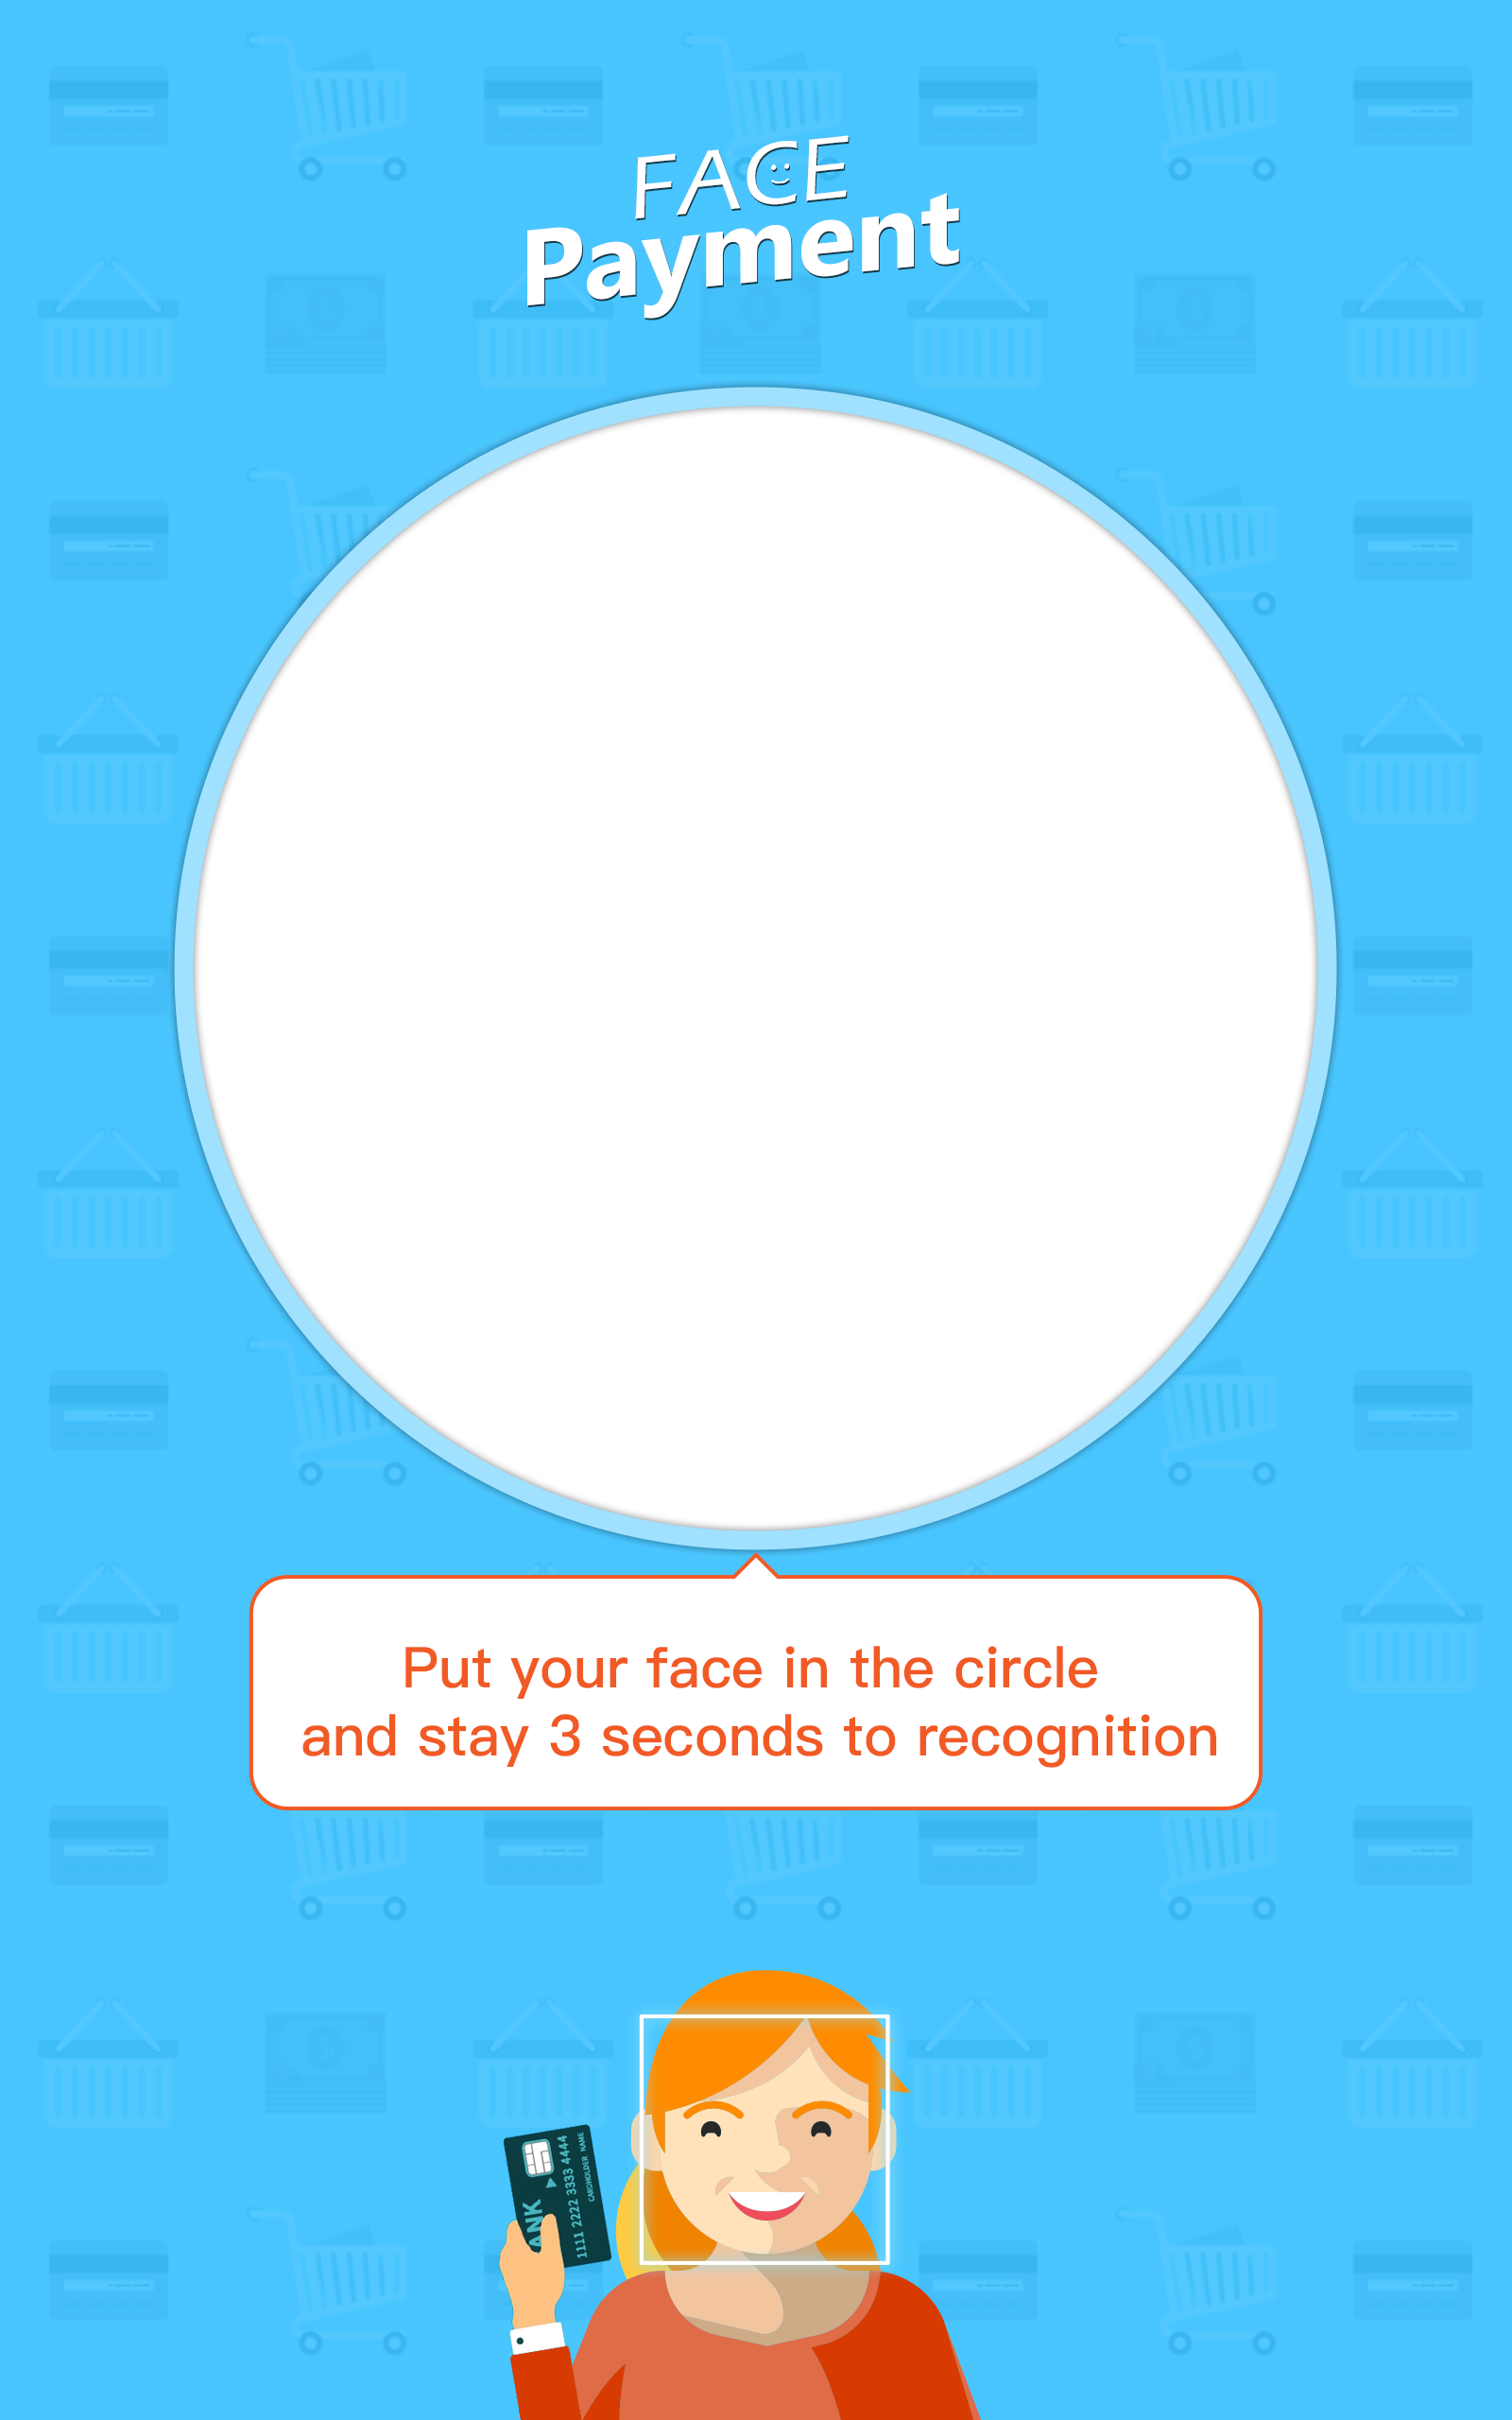 FACE
Payment
Put your face in the circle
and stay 3 seconds to recognition
ANK
1111 2222 3333 4444
CARDHOLDER NAME